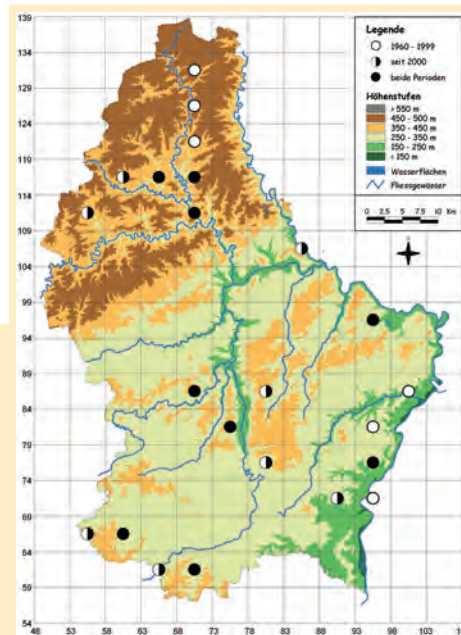 Legende
1960 - 1999
seit 2000
beide Perioden
Höhenstufen
> 550 m
450 - 500 m
350 - 450 m
250 - 350 m
150 - 250 m
< 150 m
Wasserflächen
Fliessgewässer
0 2.5 5 7.5 10 Km
139
134
129
124
119
114
109
104
99
94
89
84
79
74
69
64
59
54
48 53 58 63 68 73 78 83 88 93 98 103